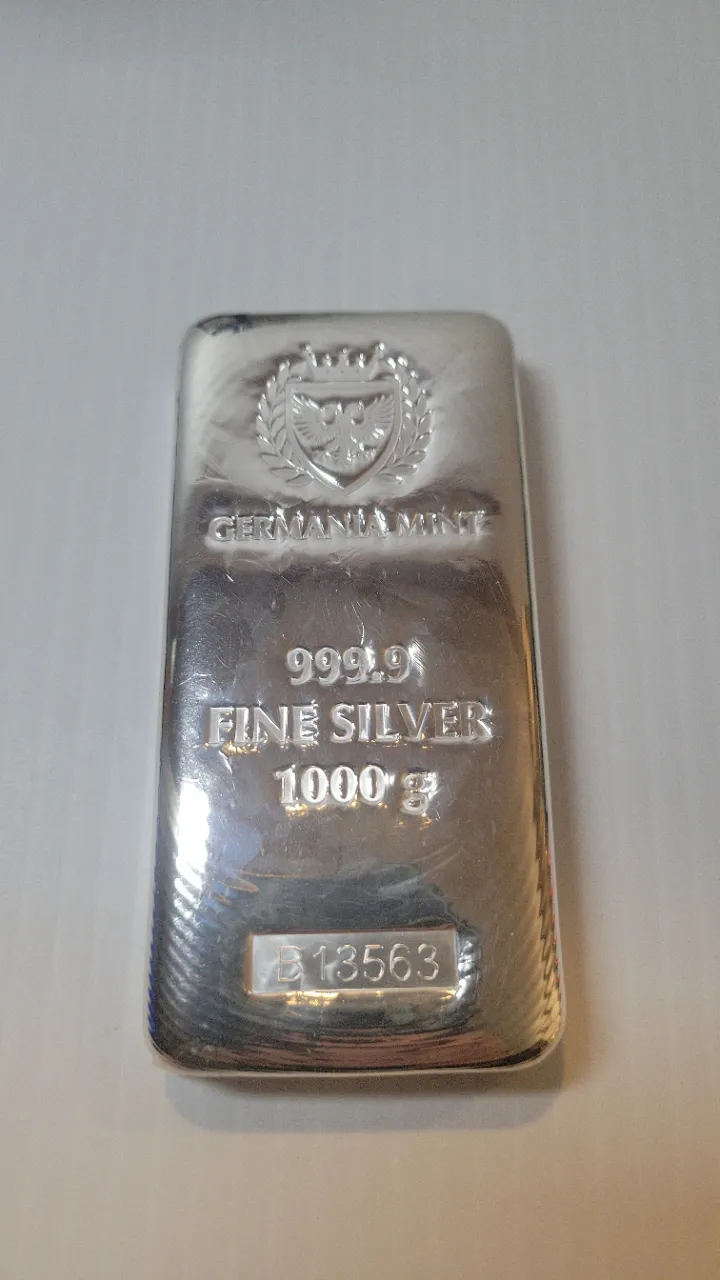 GERMANIA MINT
999.9
FINE SILVER
1000 g
B13563